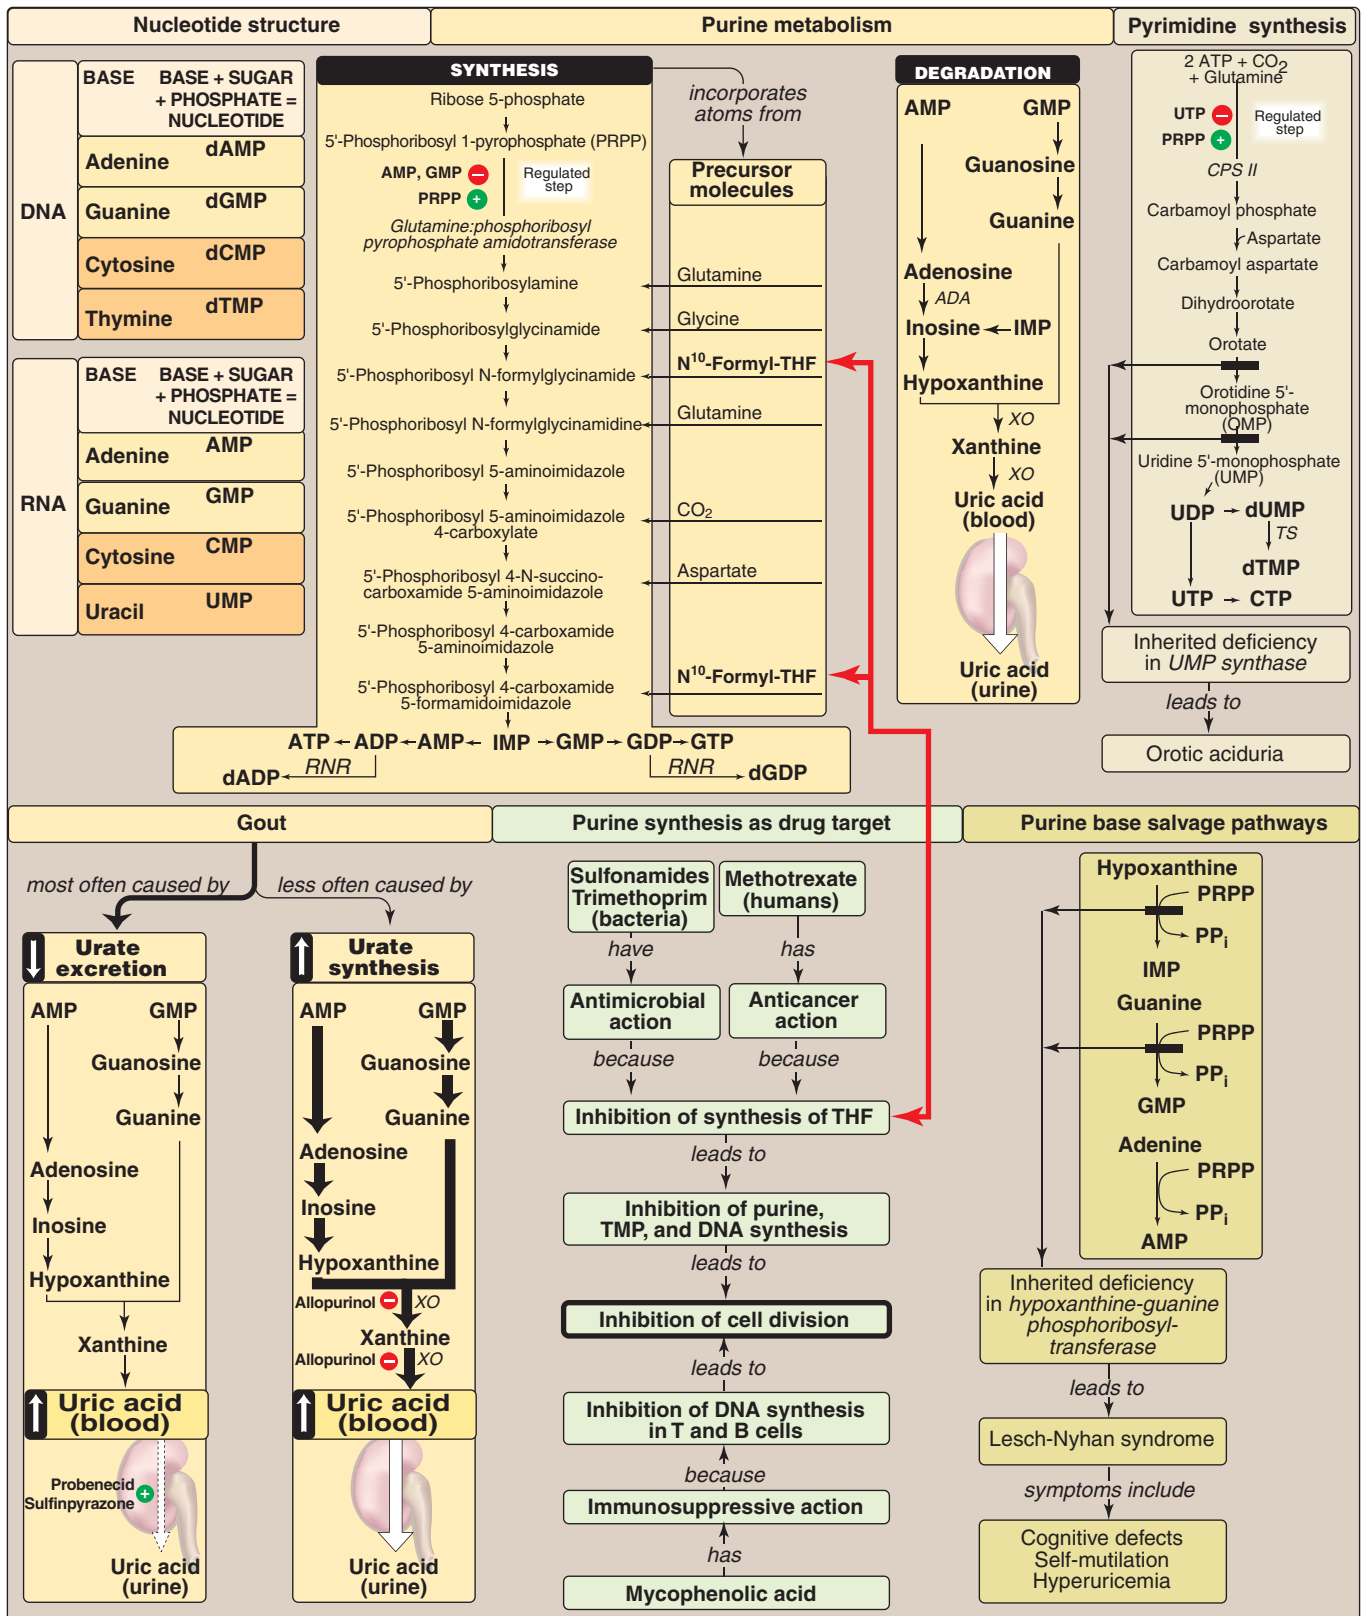 Nucleotide structure
Purine metabolism
Pyrimidine synthesis
DNA
BASE
BASE + SUGAR
+ PHOSPHATE =
NUCLEOTIDE
Adenine
dAMP
Guanine
dGMP
Cytosine
dCMP
Thymine
dTMP
RNA
BASE
BASE + SUGAR
+ PHOSPHATE =
NUCLEOTIDE
Adenine
AMP
Guanine
GMP
Cytosine
CMP
Uracil
UMP
SYNTHESIS
Ribose 5-phosphate
5'-Phosphoribosyl 1-pyrophosphate (PRPP)
AMP, GMP −
PRPP +
Regulated
step
Glutamine:phosphoribosyl
pyrophosphate amidotransferase
5'-Phosphoribosylamine
5'-Phosphoribosylglycinamide
5'-Phosphoribosyl N-formylglycinamide
5'-Phosphoribosyl N-formylglycinamidine
5'-Phosphoribosyl 5-aminoimidazole
5'-Phosphoribosyl 5-aminoimidazole
4-carboxylate
5'-Phosphoribosyl 4-N-succino-
carboxamide 5-aminoimidazole
5'-Phosphoribosyl 4-carboxamide
5-aminoimidazole
5'-Phosphoribosyl 4-carboxamide
5-formamidoimidazole
ATP ADP AMP IMP GMP GDP GTP
dADP RNR RNR dGDP
incorporates
atoms from
Precursor
molecules
Glutamine
Glycine
N10-Formyl-THF
Glutamine
CO2
Aspartate
N10-Formyl-THF
DEGRADATION
AMP GMP
Guanosine
Guanine
Adenosine
ADA
Inosine IMP
Hypoxanthine
XO
Xanthine
XO
Uric acid
(blood)
Uric acid
(urine)
2 ATP + CO2
+ Glutamine
UTP −
PRPP +
Regulated
step
CPS II
Carbamoyl phosphate
Aspartate
Carbamoyl aspartate
Dihydroorotate
Orotate
Orotidine 5'-
monophosphate
(OMP)
Uridine 5'-monophosphate
(UMP)
UDP dUMP
TS
dTMP
UTP CTP
Inherited deficiency
in UMP synthase
leads to
Orotic aciduria
Gout
most often caused by
less often caused by
Urate
excretion
AMP GMP
Guanosine
Guanine
Adenosine
Inosine
Hypoxanthine
Xanthine
Uric acid
(blood)
Probenecid
Sulfinpyrazone +
Uric acid
(urine)
Urate
synthesis
AMP GMP
Guanosine
Guanine
Adenosine
Inosine
Hypoxanthine
Allopurinol − XO
Xanthine
Allopurinol − XO
Uric acid
(blood)
Uric acid
(urine)
Purine synthesis as drug target
Sulfonamides
Trimethoprim
(bacteria)
have
Antimicrobial
action
because
Methotrexate
(humans)
has
Anticancer
action
because
Inhibition of synthesis of THF
leads to
Inhibition of purine,
TMP, and DNA synthesis
leads to
Inhibition of cell division
leads to
Inhibition of DNA synthesis
in T and B cells
because
Immunosuppressive action
has
Mycophenolic acid
Purine base salvage pathways
Hypoxanthine
PRPP
PPi
IMP
Guanine
PRPP
PPi
GMP
Adenine
PRPP
PPi
AMP
Inherited deficiency
in hypoxanthine-guanine
phosphoribosyl-
transferase
leads to
Lesch-Nyhan syndrome
symptoms include
Cognitive defects
Self-mutilation
Hyperuricemia